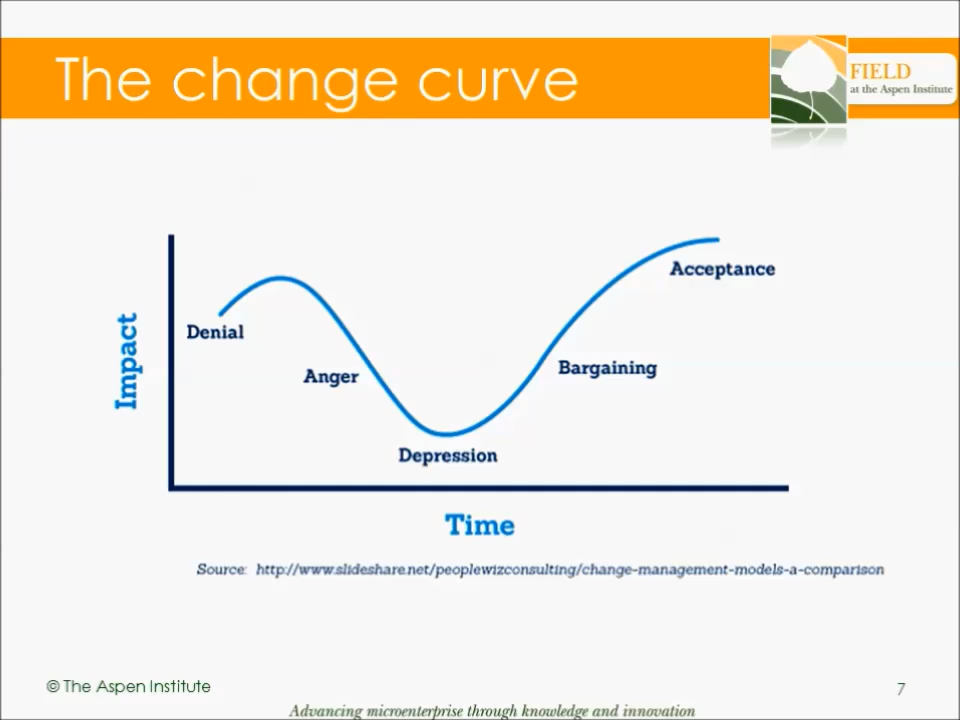 The change curve
FIELD
at the Aspen Institute
Acceptance
Denial
Impact
Bargaining
Anger
Depression
Time
Source: http://www.slideshare.net/peoplewizconsulting/change-management-models-a-comparison
© The Aspen Institute
7
Advancing microenterprise through knowledge and innovation